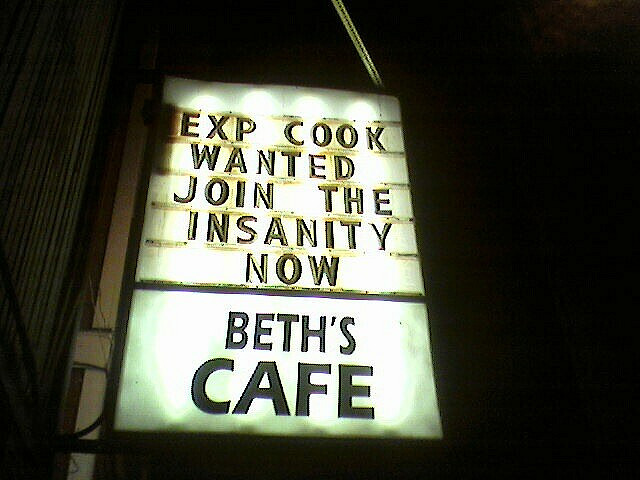 EXP COOK
WANTED
JOIN THE
INSANITY
NOW
BETH'S
CAFE